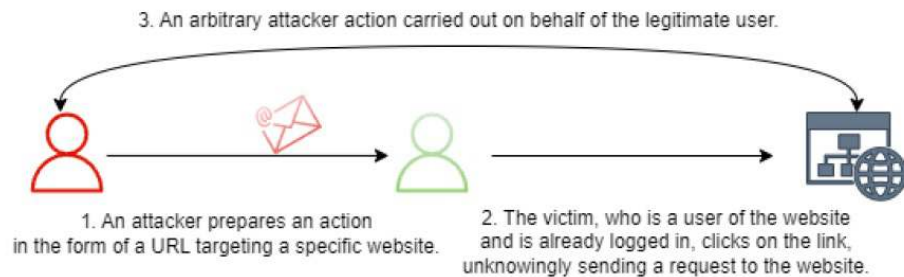 3. An arbitrary attacker action carried out on behalf of the legitimate user.
@
1. An attacker prepares an action
in the form of a URL targeting a specific website.
2. The victim, who is a user of the website
and is already logged in, clicks on the link,
unknowingly sending a request to the website.